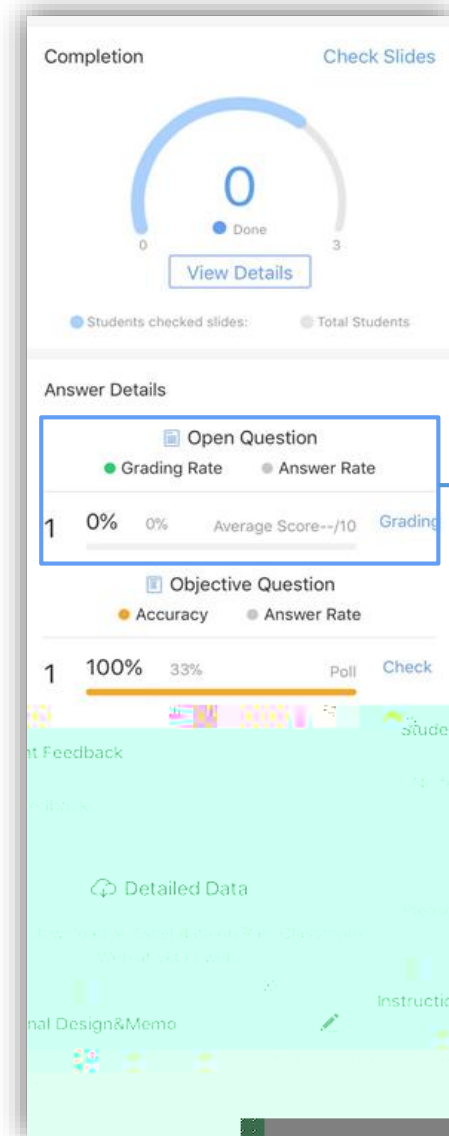 Completion
Check Slides
0
Done
0
3
View Details
Students checked slides:
Total Students
Answer Details
Open Question
Grading Rate
Answer Rate
1
0%
0%
Average Score--/10
Grading
Objective Question
Accuracy
Answer Rate
1
100%
33%
Poll
Check
Stude
nt Feedback
Detailed Data
Instructio
nal Design&Memo